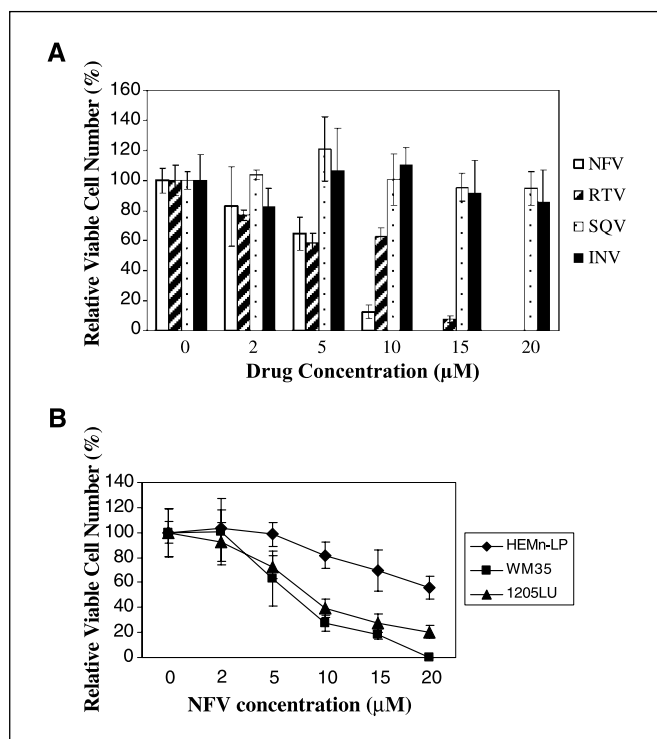 A
Relative Viable Cell Number (%)
160
140
120
100
80
60
40
20
0
0 2 5 10 15 20
Drug Concentration (µM)
NFV
RTV
SQV
INV
B
Relative Viable Cell Number (%)
140
120
100
80
60
40
20
0
0 2 5 10 15 20
NFV concentration (µM)
HEMn-LP
WM35
1205LU